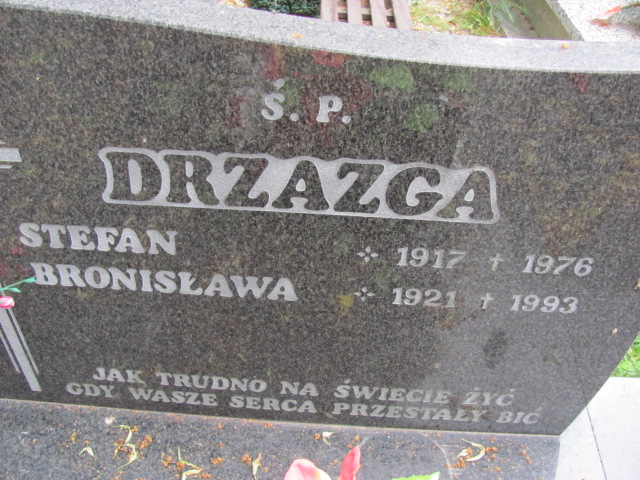 Ś. P.
DRZAZGA
STEFAN ⁘ 1917 † 1976
BRONISŁAWA ⁘ 1921 † 1993
JAK TRUDNO NA ŚWIECIE ŻYĆ
GDY WASZE SERCA PRZESTAŁY BIĆ